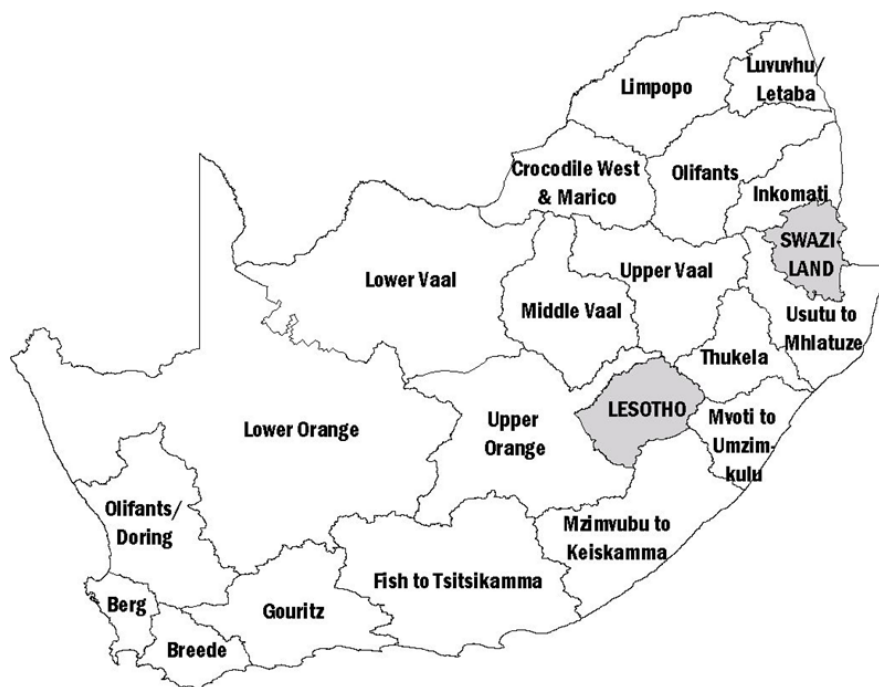 Luvuvhu/
Letaba
Limpopo
Crocodile West
& Marico
Olifants
Inkomati
SWAZI-
LAND
Lower Vaal
Upper Vaal
Middle Vaal
Usutu to
Mhlatuze
Thukela
LESOTHO
Mvoti to
Umzim-
kulu
Upper
Orange
Lower Orange
Olifants/
Doring
Mzimvubu to
Keiskamma
Fish to Tsitsikamma
Berg
Gouritz
Breede